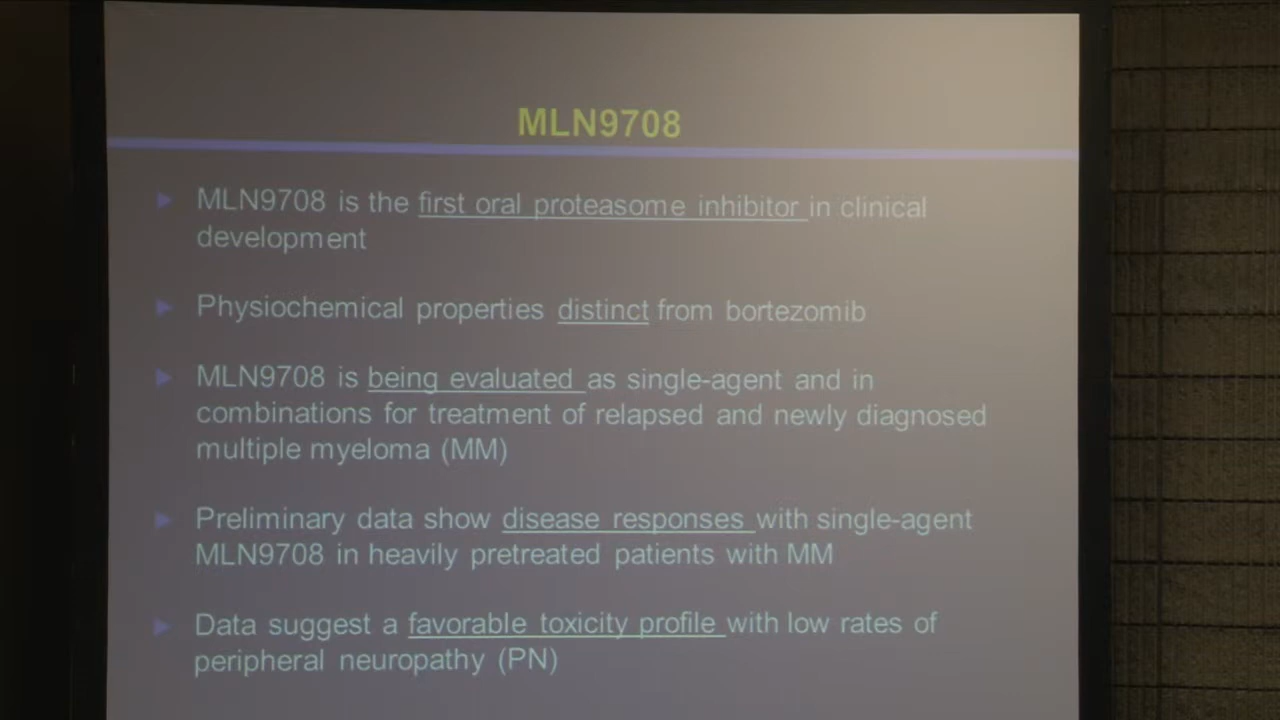 MLN9708
MLN9708 is the first oral proteasome inhibitor in clinical
development
Physiochemical properties distinct from bortezomib
MLN9708 is being evaluated as single-agent and in
combinations for treatment of relapsed and newly diagnosed
multiple myeloma (MM)
Preliminary data show disease responses with single-agent
MLN9708 in heavily pretreated patients with MM
Data suggest a favorable toxicity profile with low rates of
peripheral neuropathy (PN)